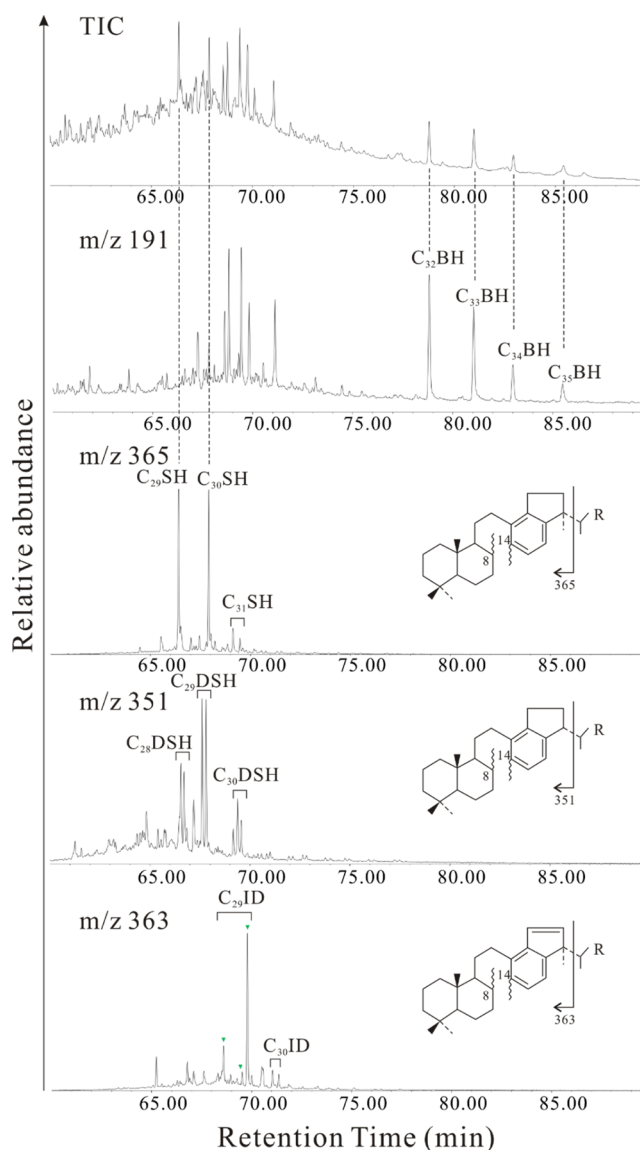 TIC
65.00 70.00 75.00 80.00 85.00
m/z 191
C₃₂BH
C₃₃BH
C₃₄BH
C₃₅BH
65.00 70.00 75.00 80.00 85.00
m/z 365
C₂₉SH C₃₀SH
C₃₁SH
R
14
8
365
65.00 70.00 75.00 80.00 85.00
m/z 351
C₂₉DSH
C₂₈DSH
C₃₀DSH
R
14
8
351
65.00 70.00 75.00 80.00 85.00
m/z 363
C₂₉ID
C₃₀ID
R
14
8
363
65.00 70.00 75.00 80.00 85.00
Relative abundance
Retention Time (min)